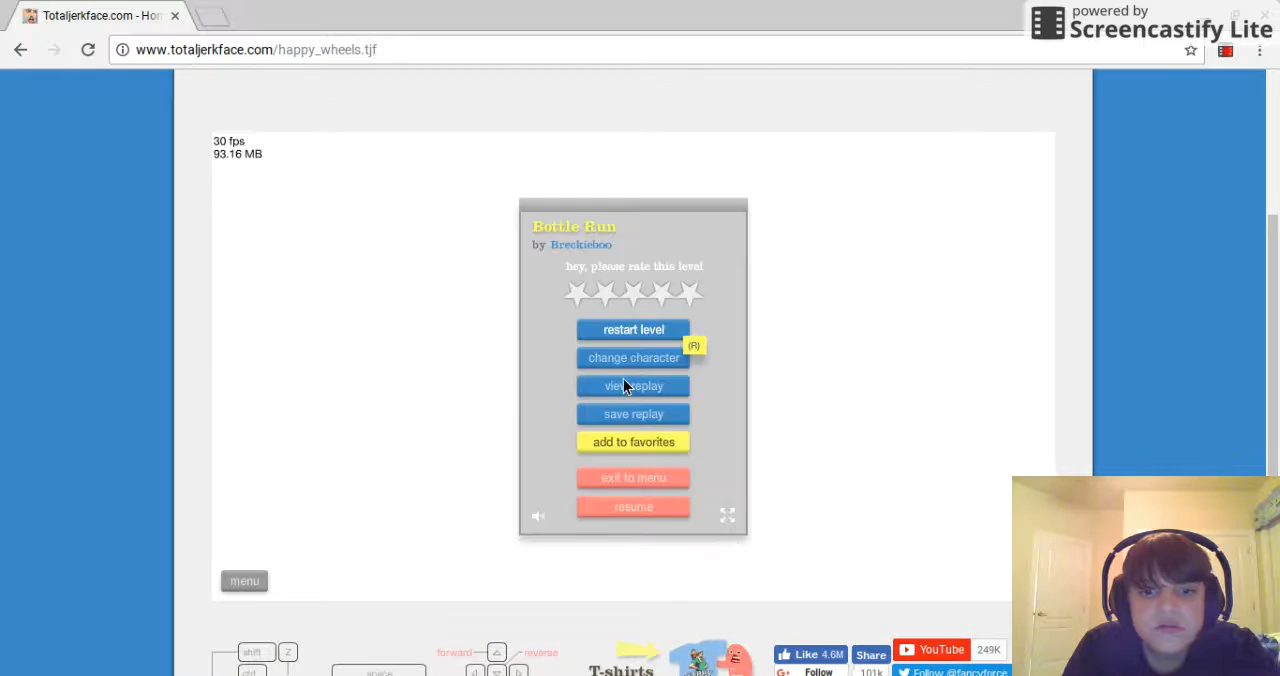 Totaljerkface.com - Hom
powered by
Screencastify Lite
www.totaljerkface.com/happy_wheels.tjf
30 fps
93.16 MB
Bottle Run
by Breckieboo
hey, please rate this level
restart level
(R)
change character
view replay
save replay
add to favorites
exit to menu
resume
menu
shift
Z
ctrl
space
forward
reverse
T-shirts
Like 4.6M
Share
YouTube 249K
Follow
101k
Follow @fancyforce